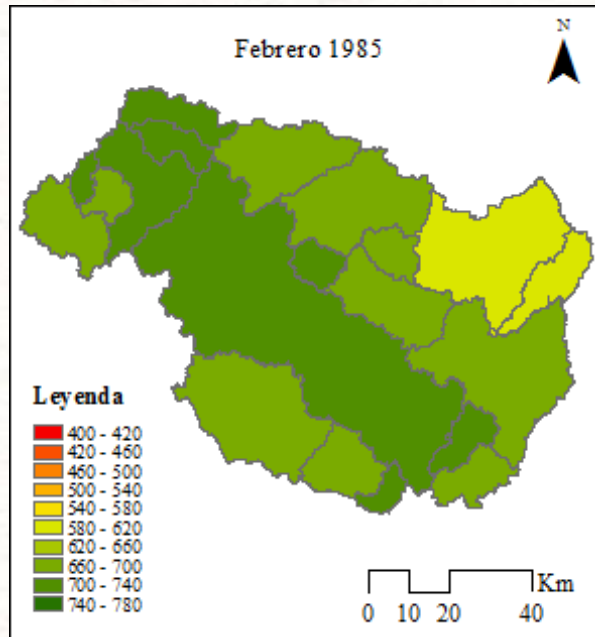 Febrero 1985
N
Leyenda
400 - 420
420 - 460
460 - 500
500 - 540
540 - 580
580 - 620
620 - 660
660 - 700
700 - 740
740 - 780
Km
0 10 20 40